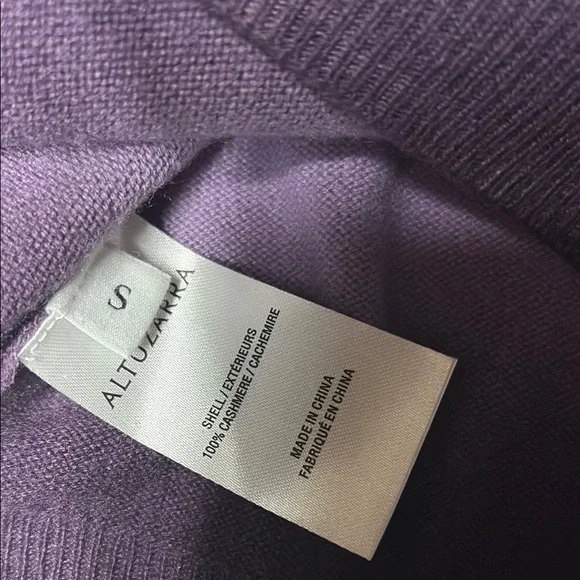 S
ALTUZARRA
SHELL/EXTÉRIEURS
100% CASHMERE/CACHEMIRE
MADE IN CHINA
FABRIQUÉ EN CHINA